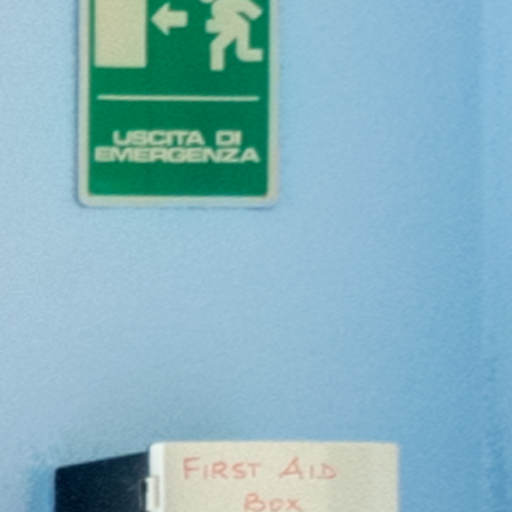 USCITA DI
EMERGENZA
FIRST AID
BOX